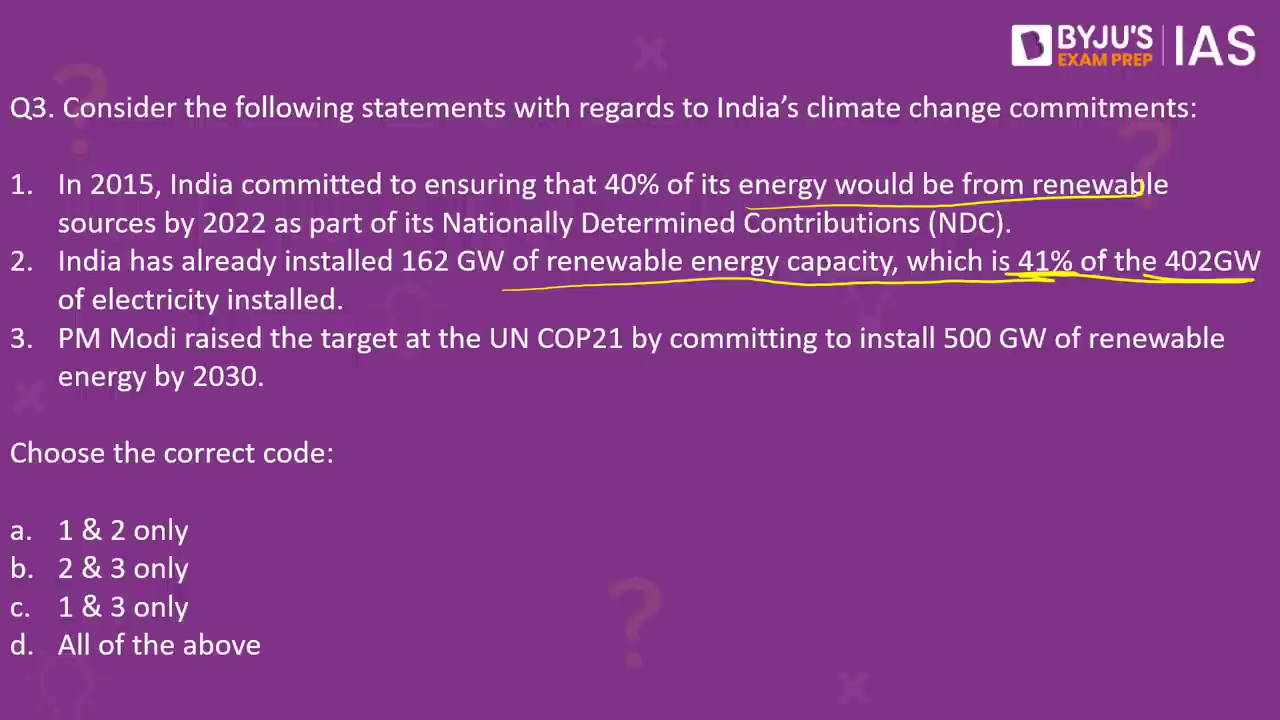 BYJU'S
EXAM PREP
IAS
Q3. Consider the following statements with regards to India's climate change commitments:
1. In 2015, India committed to ensuring that 40% of its energy would be from renewable
sources by 2022 as part of its Nationally Determined Contributions (NDC).
2. India has already installed 162 GW of renewable energy capacity, which is 41% of the 402GW
of electricity installed.
3. PM Modi raised the target at the UN COP21 by committing to install 500 GW of renewable
energy by 2030.
Choose the correct code:
a. 1 & 2 only
b. 2 & 3 only
c. 1 & 3 only
d. All of the above